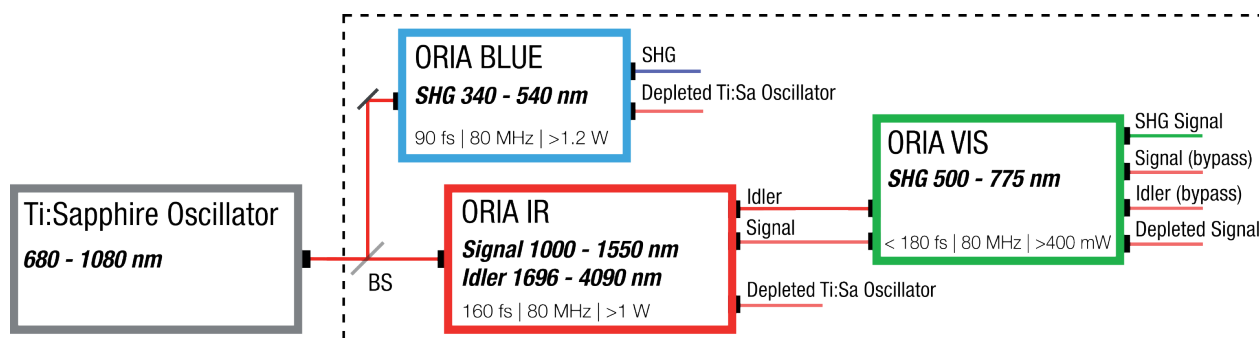 ORIA BLUE
SHG 340 - 540 nm
90 fs | 80 MHz | >1.2 W
SHG
Depleted Ti:Sa Oscillator
Ti:Sapphire Oscillator
680 - 1080 nm
BS
ORIA IR
Signal 1000 - 1550 nm
Idler 1696 - 4090 nm
160 fs | 80 MHz | >1 W
Idler
Signal
Depleted Ti:Sa Oscillator
ORIA VIS
SHG 500 - 775 nm
< 180 fs | 80 MHz | >400 mW
SHG Signal
Signal (bypass)
Idler (bypass)
Depleted Signal